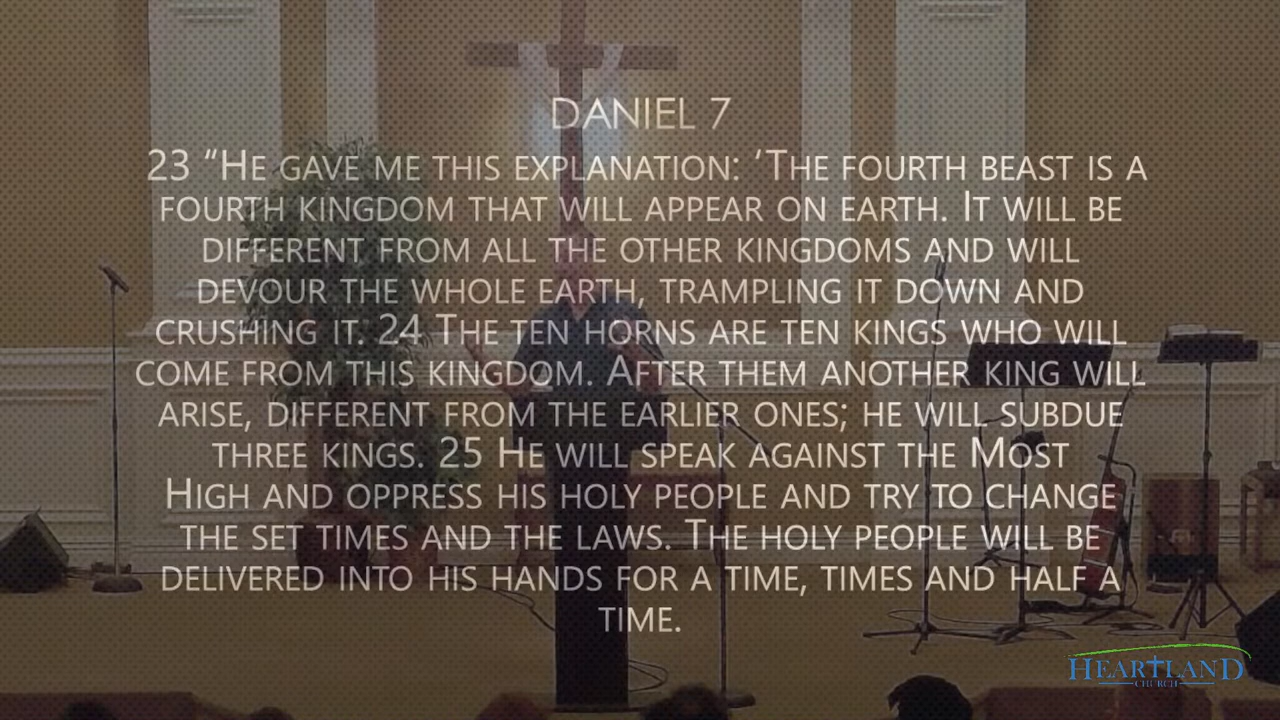 DANIEL 7
23 “HE GAVE ME THIS EXPLANATION: ‘THE FOURTH BEAST IS A
FOURTH KINGDOM THAT WILL APPEAR ON EARTH. IT WILL BE
DIFFERENT FROM ALL THE OTHER KINGDOMS AND WILL
DEVOUR THE WHOLE EARTH, TRAMPLING IT DOWN AND
CRUSHING IT. 24 THE TEN HORNS ARE TEN KINGS WHO WILL
COME FROM THIS KINGDOM. AFTER THEM ANOTHER KING WILL
ARISE, DIFFERENT FROM THE EARLIER ONES; HE WILL SUBDUE
THREE KINGS. 25 HE WILL SPEAK AGAINST THE MOST
HIGH AND OPPRESS HIS HOLY PEOPLE AND TRY TO CHANGE
THE SET TIMES AND THE LAWS. THE HOLY PEOPLE WILL BE
DELIVERED INTO HIS HANDS FOR A TIME, TIMES AND HALF A
TIME.
HEARTLAND
CHURCH